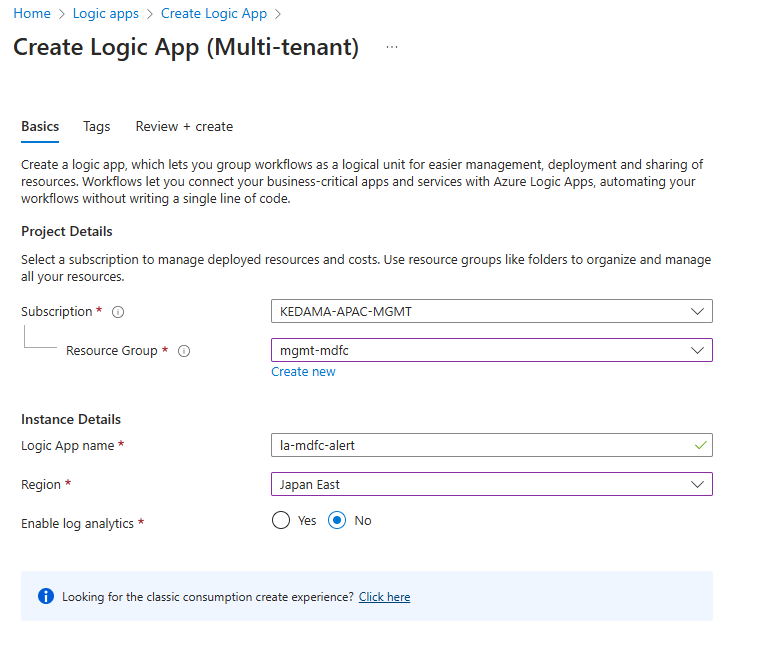 Home > Logic apps > Create Logic App >
Create Logic App (Multi-tenant) ...
Basics Tags Review + create
Create a logic app, which lets you group workflows as a logical unit for easier management, deployment and sharing of
resources. Workflows let you connect your business-critical apps and services with Azure Logic Apps, automating your
workflows without writing a single line of code.
Project Details
Select a subscription to manage deployed resources and costs. Use resource groups like folders to organize and manage
all your resources.
Subscription * KEDAMA-APAC-MGMT
Resource Group * mgmt-mdfc
Create new
Instance Details
Logic App name * la-mdfc-alert
Region * Japan East
Enable log analytics * Yes No
Looking for the classic consumption create experience? Click here